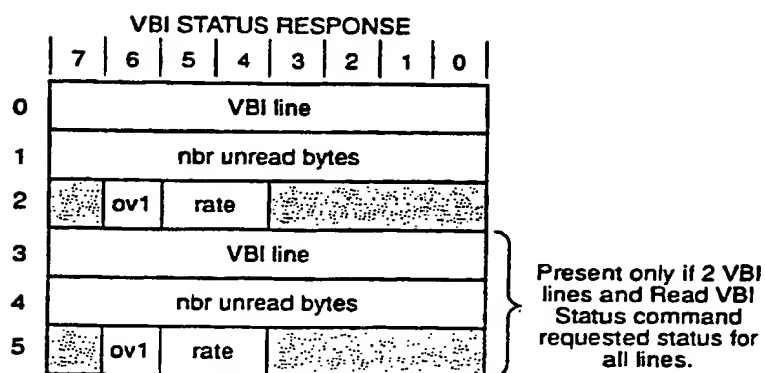 VBI STATUS RESPONSE
7 6 5 4 3 2 1 0
0 VBI line
1 nbr unread bytes
2 ov1 rate
3 VBI line
4 nbr unread bytes
5 ov1 rate
Present only if 2 VBI
lines and Read VBI
Status command
requested status for
all lines.